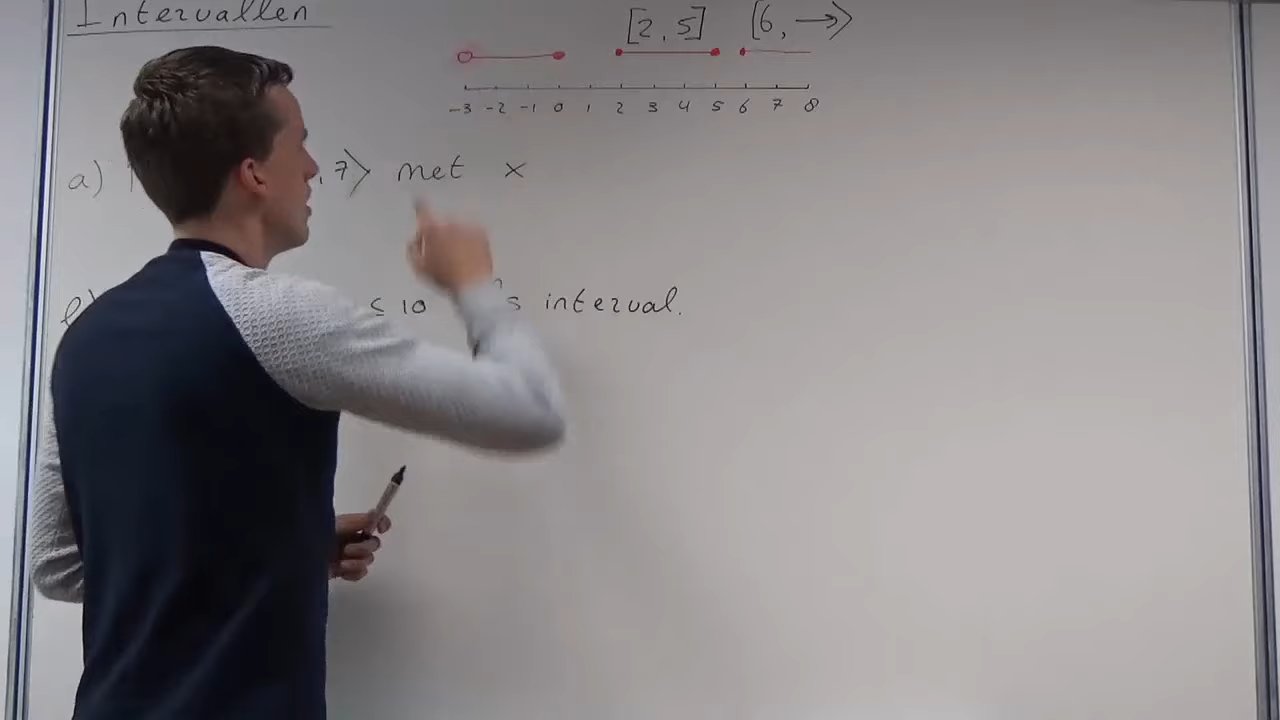 Intervallen
[2, 5] [6, →⟩
-3 -2 -1 0 1 2 3 4 5 6 7 8
a) , 7⟩ met x
≤ 10 interval.